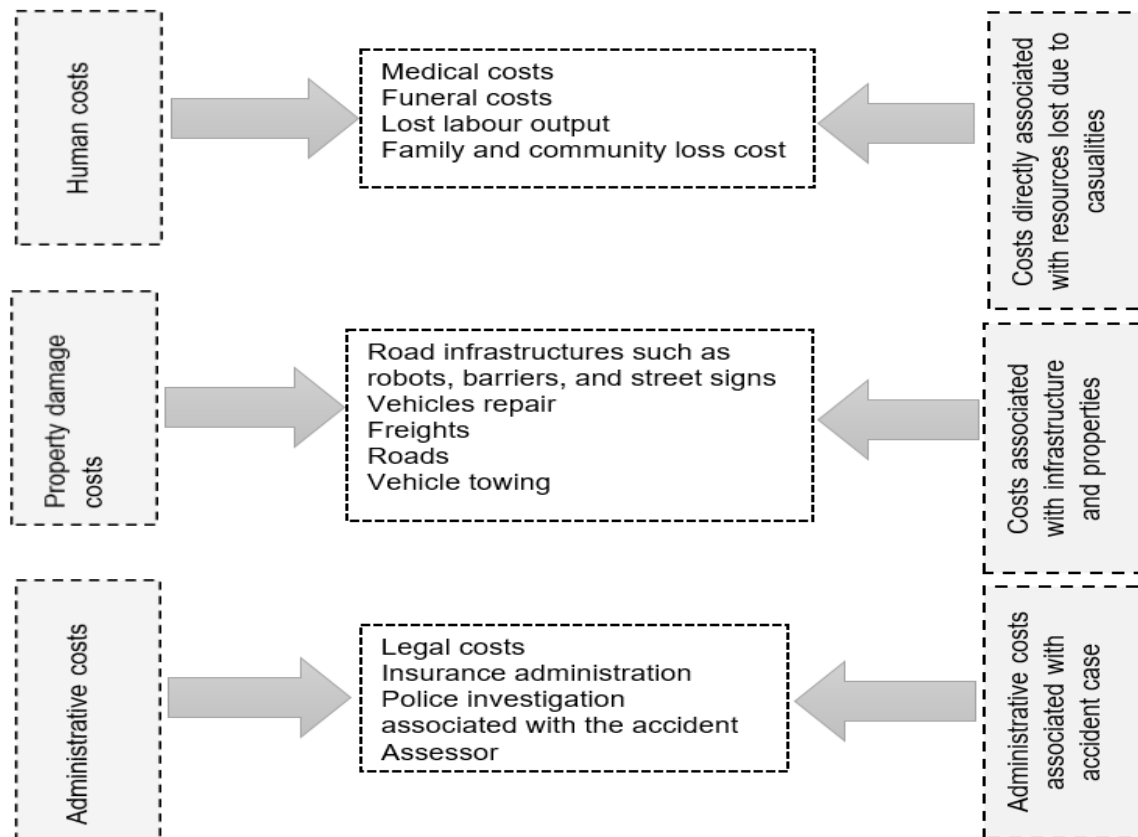 Human costs
Medical costs
Funeral costs
Lost labour output
Family and community loss cost
Costs directly associated
with resources lost due to
casualities
Property damage
costs
Road infrastructures such as
robots, barriers, and street signs
Vehicles repair
Freights
Roads
Vehicle towing
Costs associated
with infrastructure
and properties
Administrative costs
Legal costs
Insurance administration
Police investigation
associated with the accident
Assessor
Administrative costs
associated with
accident case